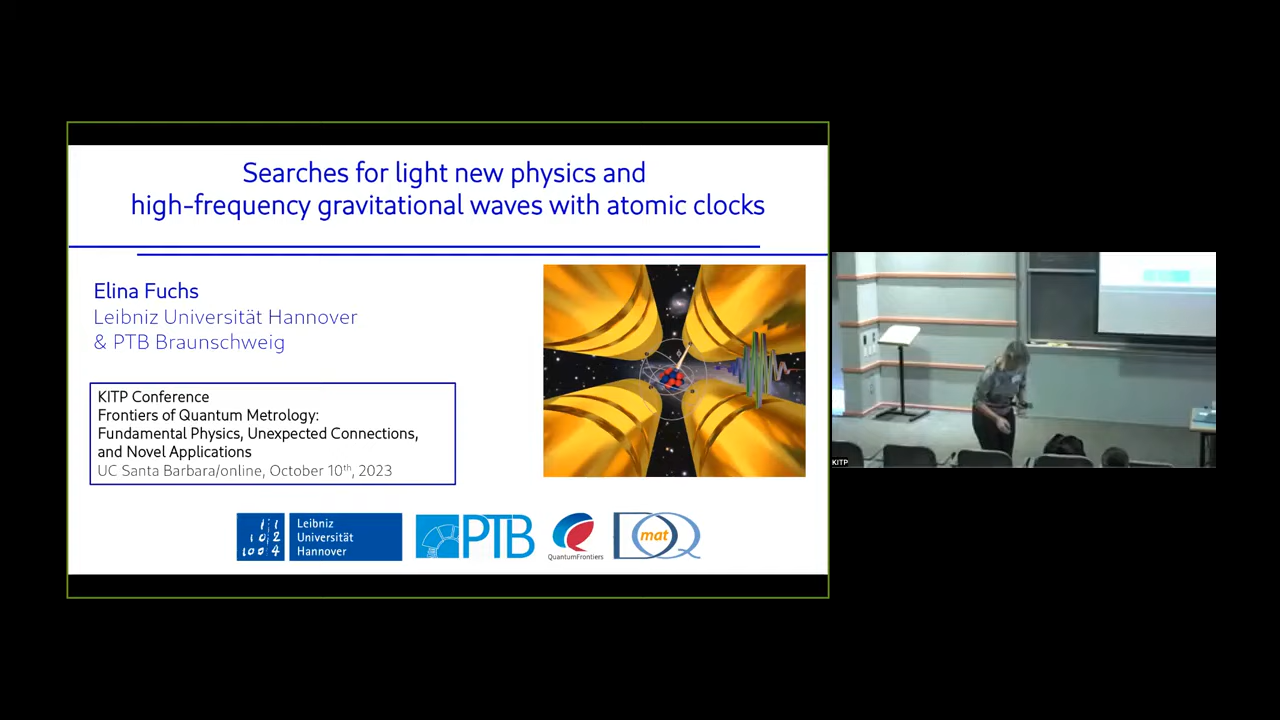 Searches for light new physics and
high-frequency gravitational waves with atomic clocks
Elina Fuchs
Leibniz Universität Hannover
& PTB Braunschweig
KITP Conference
Frontiers of Quantum Metrology:
Fundamental Physics, Unexpected Connections,
and Novel Applications
UC Santa Barbara/online, October 10th, 2023
Leibniz
Universität
Hannover
PTB
QuantumFrontiers
DQ
mat
KITP